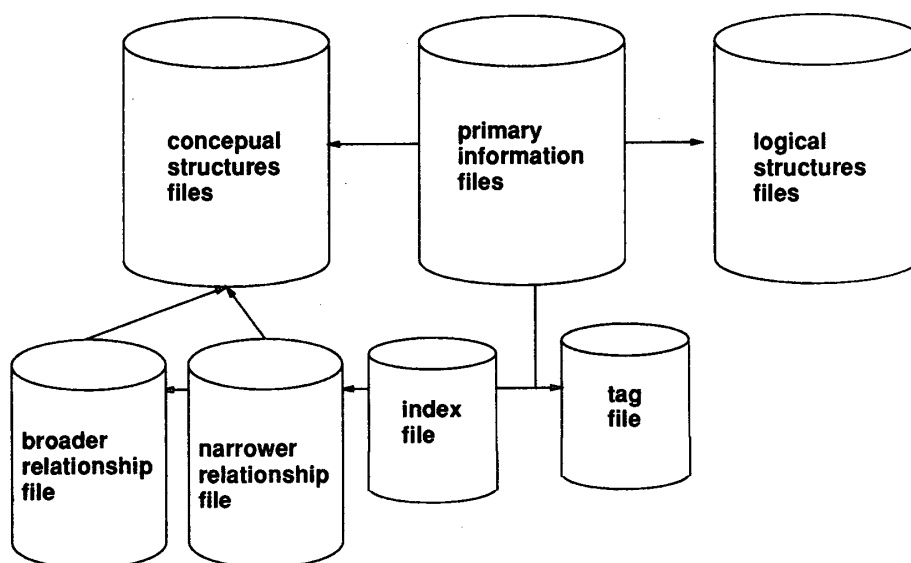 concepual
structures
files
primary
information
files
logical
structures
files
broader
relationship
file
narrower
relationship
file
index
file
tag
file